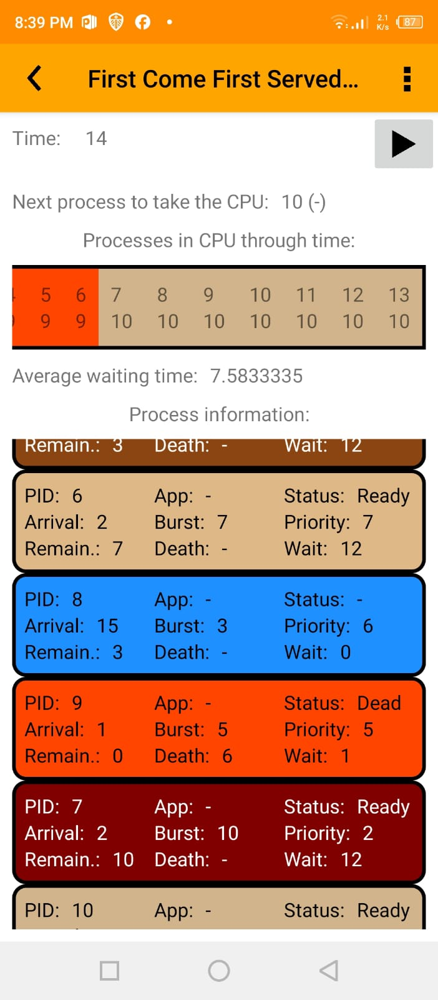 8:39 PM 2.1 K/s 87
First Come First Served...
Time: 14
Next process to take the CPU: 10 (-)
Processes in CPU through time:
5 6 7 8 9 10 11 12 13
9 9 10 10 10 10 10 10 10
Average waiting time: 7.5833335
Process information:
Remain.: 3 Death: - Wait: 12
PID: 6 App: - Status: Ready
Arrival: 2 Burst: 7 Priority: 7
Remain.: 7 Death: - Wait: 12
PID: 8 App: - Status: -
Arrival: 15 Burst: 3 Priority: 6
Remain.: 3 Death: - Wait: 0
PID: 9 App: - Status: Dead
Arrival: 1 Burst: 5 Priority: 5
Remain.: 0 Death: 6 Wait: 1
PID: 7 App: - Status: Ready
Arrival: 2 Burst: 10 Priority: 2
Remain.: 10 Death: - Wait: 12
PID: 10 App: - Status: Ready